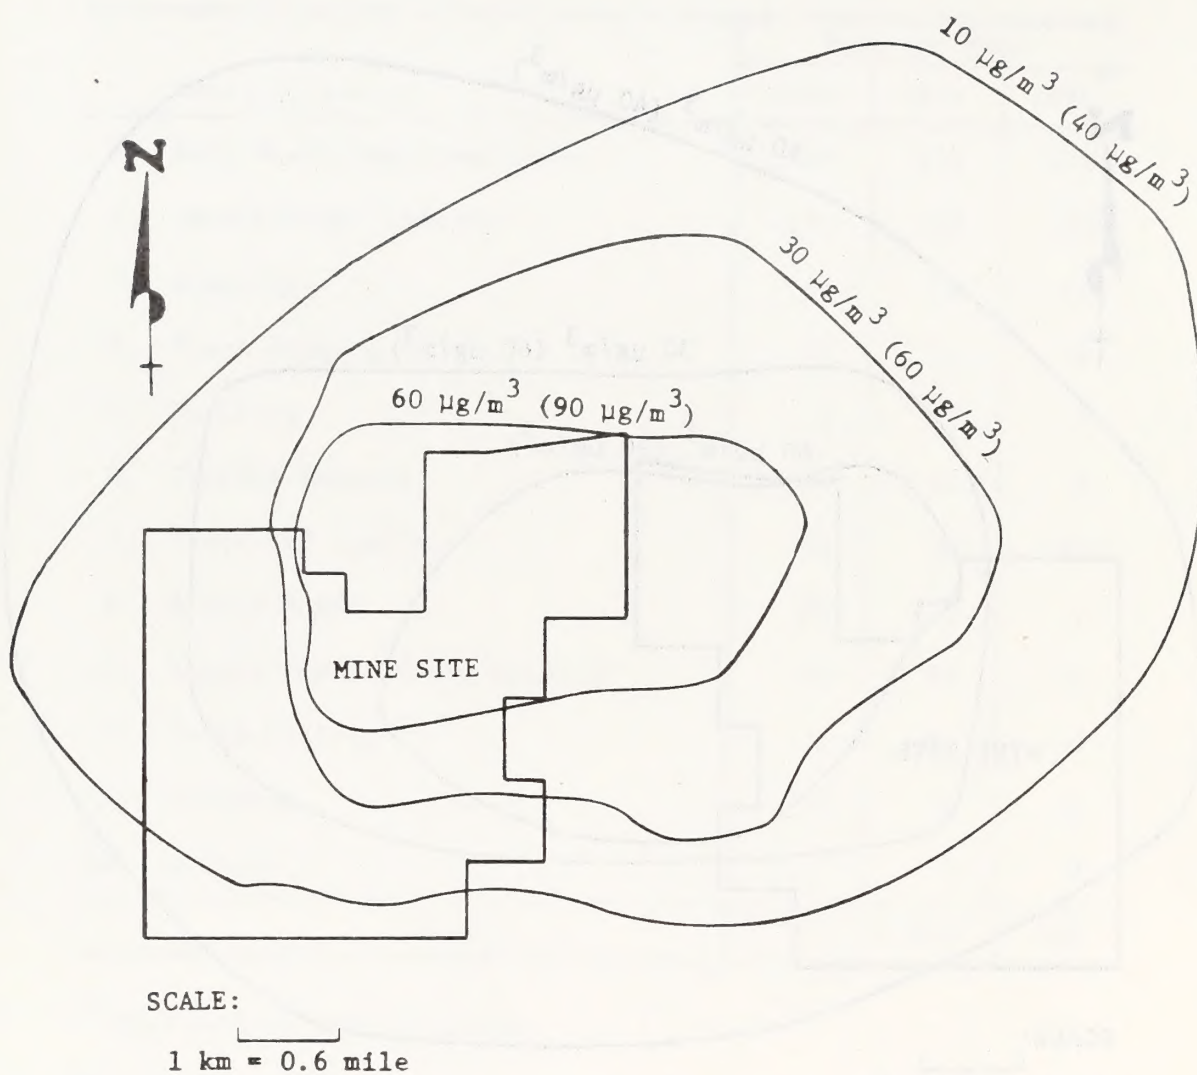 10 µg/m³ (40 µg/m³)
N
30 µg/m³ (60 µg/m³)
60 µg/m³ (90 µg/m³)
MINE SITE
SCALE:
1 km = 0.6 mile